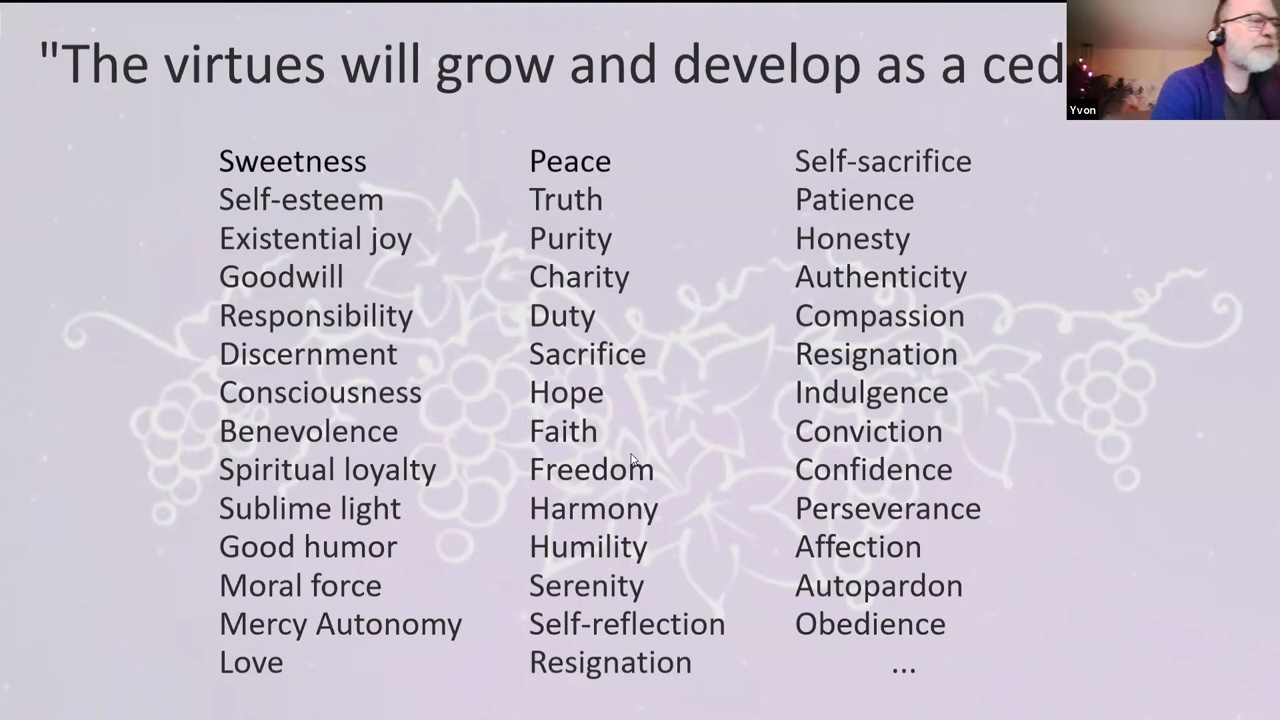 "The virtues will grow and develop as a ced
Yvon
Sweetness
Self-esteem
Existential joy
Goodwill
Responsibility
Discernment
Consciousness
Benevolence
Spiritual loyalty
Sublime light
Good humor
Moral force
Mercy Autonomy
Love
Peace
Truth
Purity
Charity
Duty
Sacrifice
Hope
Faith
Freedom
Harmony
Humility
Serenity
Self-reflection
Resignation
Self-sacrifice
Patience
Honesty
Authenticity
Compassion
Resignation
Indulgence
Conviction
Confidence
Perseverance
Affection
Autopardon
Obedience
...